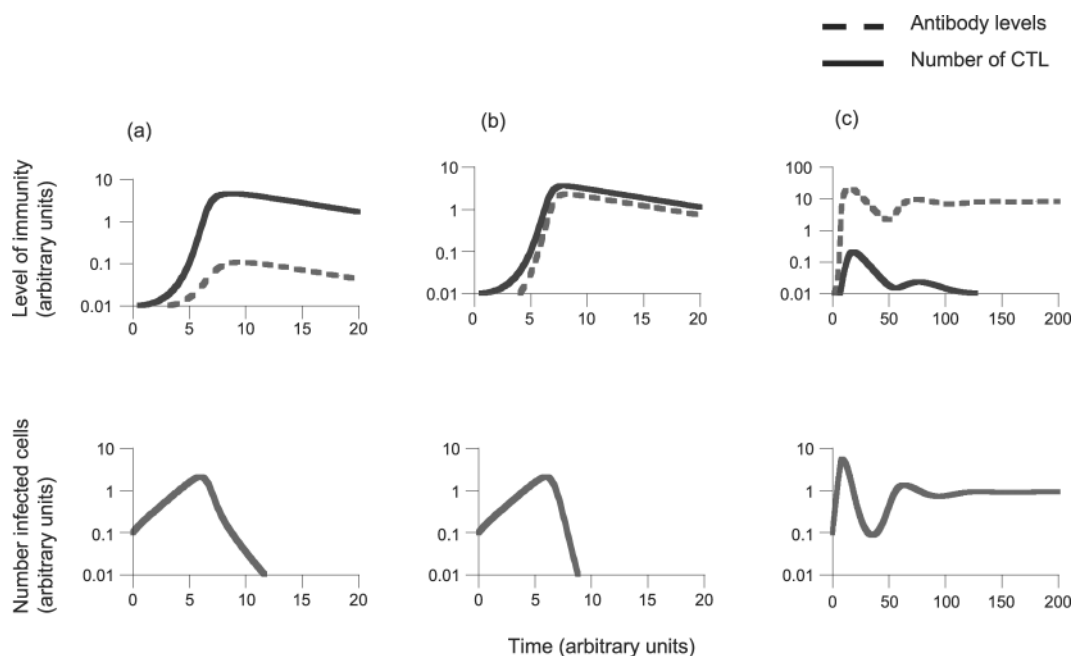 Antibody levels
Number of CTL
(a)
(b)
(c)
Level of immunity
(arbitrary units)
10
1
0.1
0.01
0 5 10 15 20
10
1
0.1
0.01
0 5 10 15 20
100
10
1
0.1
0.01
0 50 100 150 200
Number infected cells
(arbitrary units)
10
1
0.1
0.01
0 5 10 15 20
10
1
0.1
0.01
0 5 10 15 20
10
1
0.1
0.01
0 50 100 150 200
Time (arbitrary units)